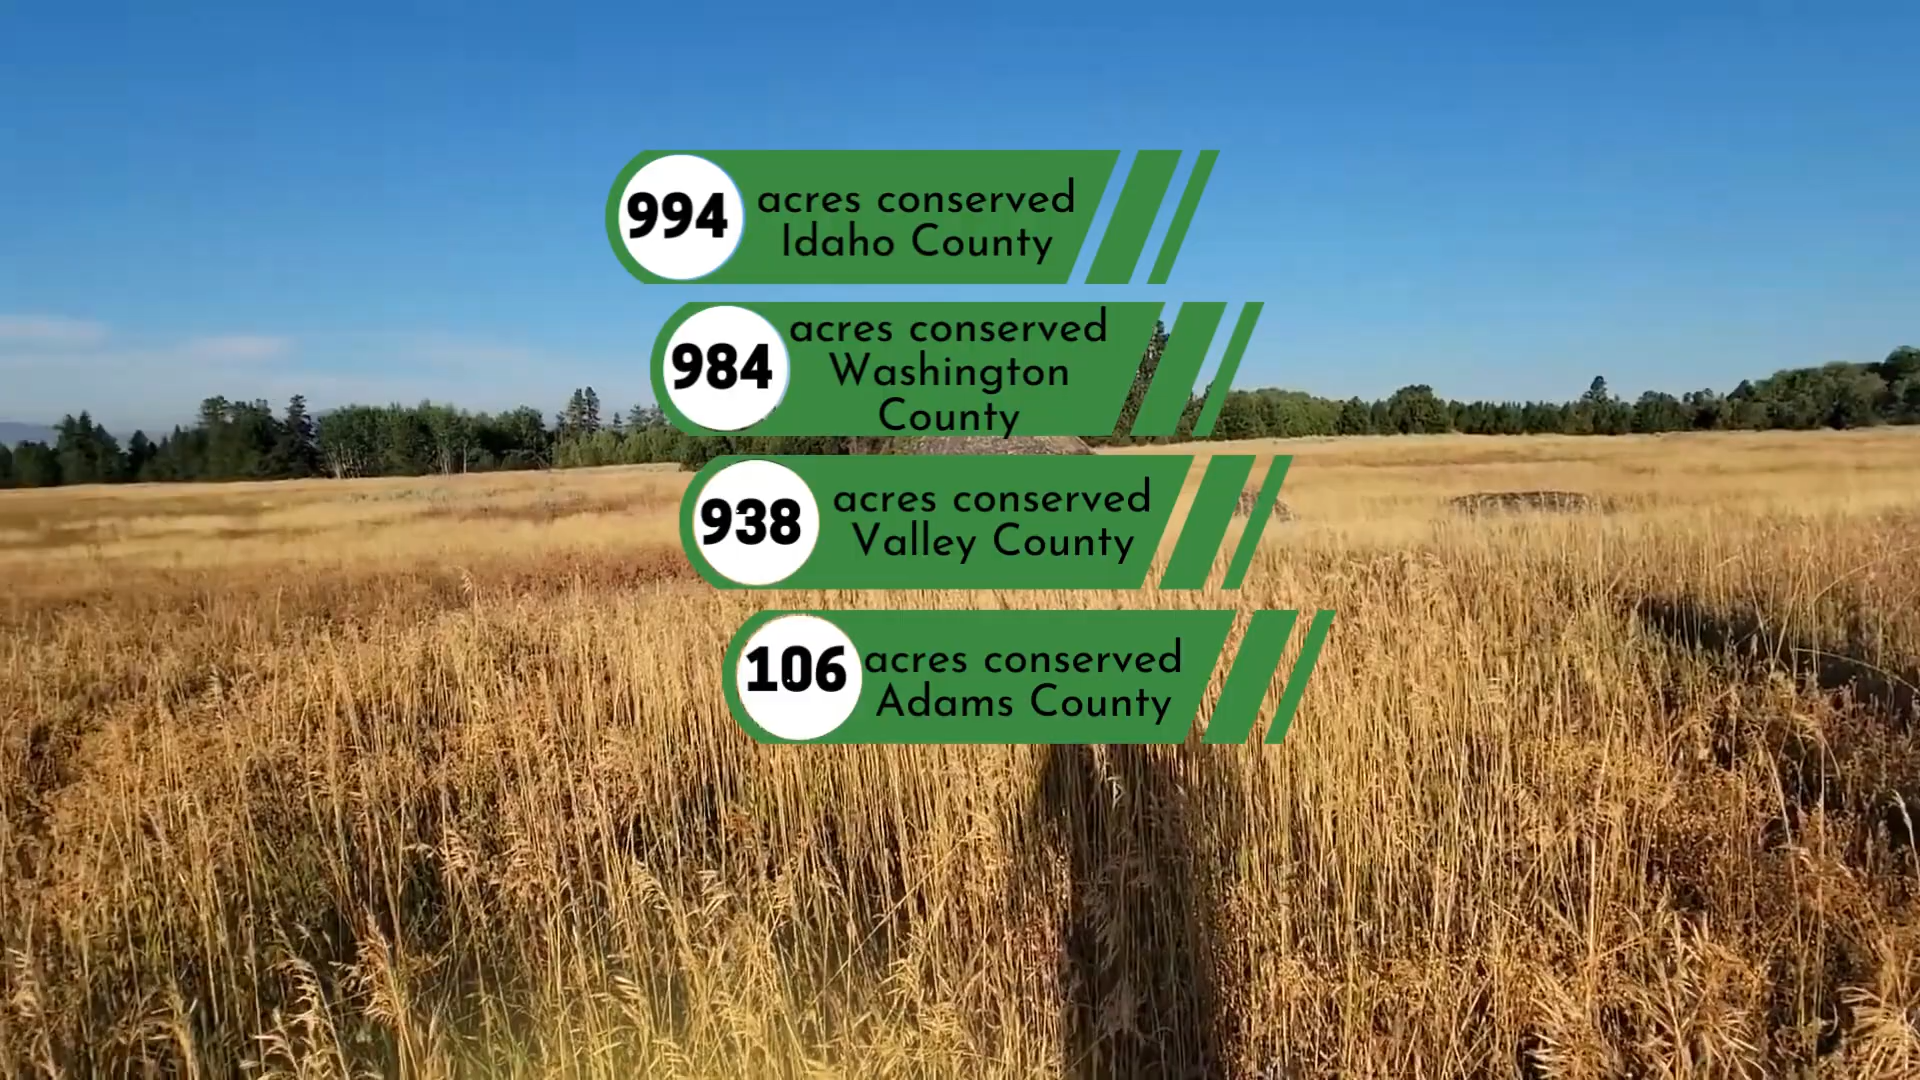 994
acres conserved
Idaho County
984
acres conserved
Washington
County
938
acres conserved
Valley County
106
acres conserved
Adams County